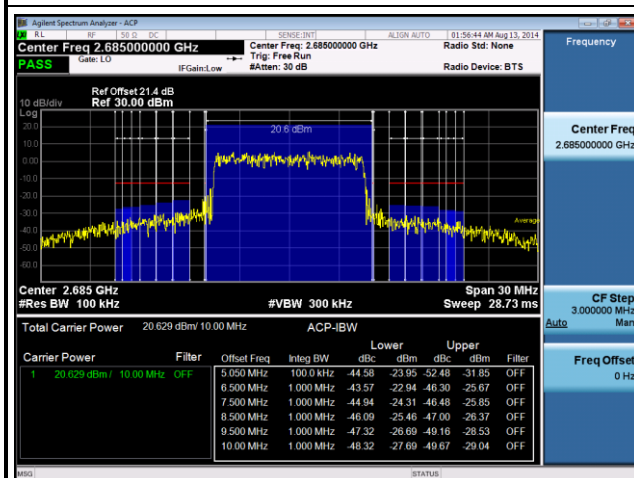 Agilent Spectrum Analyzer - ACP
RL RF 50 Ω DC SENSE:INT ALIGN AUTO 01:56:44 AM Aug 13, 2014
Center Freq 2.685000000 GHz Center Freq: 2.685000000 GHz Radio Std: None
PASS Gate: LO IFGain:Low Trig: Free Run
#Atten: 30 dB Radio Device: BTS
Ref Offset 21.4 dB
10 dB/div Ref 30.00 dBm
Log
20.0
20.6 dBm
10.0
0.00
-10.0
-20.0
-30.0
-40.0
Average
-50.0
-60.0
Center 2.685 GHz Span 30 MHz
#Res BW 100 kHz #VBW 300 kHz Sweep 28.73 ms
Total Carrier Power 20.629 dBm/ 10.00 MHz ACP-IBW
Lower Upper
Carrier Power Filter Offset Freq Integ BW dBc dBm dBc dBm Filter
1 20.629 dBm / 10.00 MHz OFF 5.050 MHz 100.0 kHz -44.58 -23.95 -52.48 -31.85 OFF
6.500 MHz 1.000 MHz -43.57 -22.94 -46.30 -25.67 OFF
7.500 MHz 1.000 MHz -44.94 -24.31 -46.48 -25.85 OFF
8.500 MHz 1.000 MHz -46.09 -25.46 -47.00 -26.37 OFF
9.500 MHz 1.000 MHz -47.32 -26.69 -49.16 -28.53 OFF
10.00 MHz 1.000 MHz -48.32 -27.69 -49.67 -29.04 OFF
MSG STATUS
Frequency
Center Freq
2.685000000 GHz
CF Step
3.000000 MHz
Auto Man
Freq Offset
0 Hz